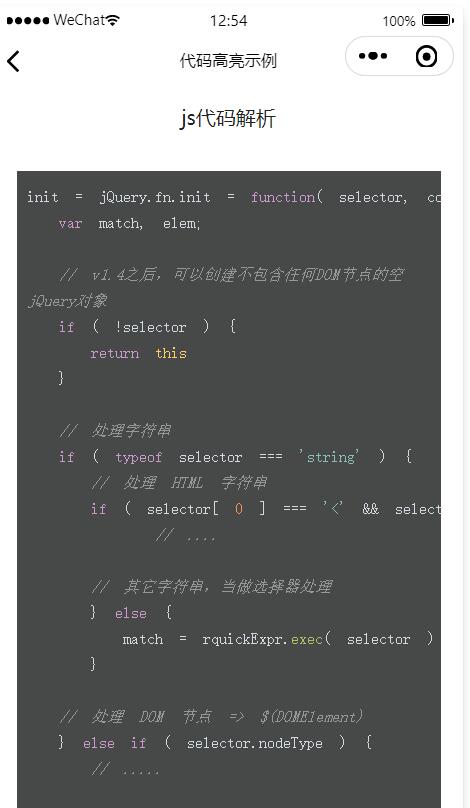 WeChat 12:54 100%
代码高亮示例
js代码解析
init = jQuery.fn.init = function( selector,
var match, elem;
// v1.4之后，可以创建不包含任何DOM节点的空
jQuery对象
if ( !selector ) {
return this
}
// 处理字符串
if ( typeof selector === 'string' ) {
// 处理 HTML 字符串
if ( selector[ 0 ] === '<' && select
// ....
// 其它字符串，当做选择器处理
} else {
match = rquickExpr.exec( selector )
}
// 处理 DOM 节点 => $(DOMElement)
} else if ( selector.nodeType ) {
// .....